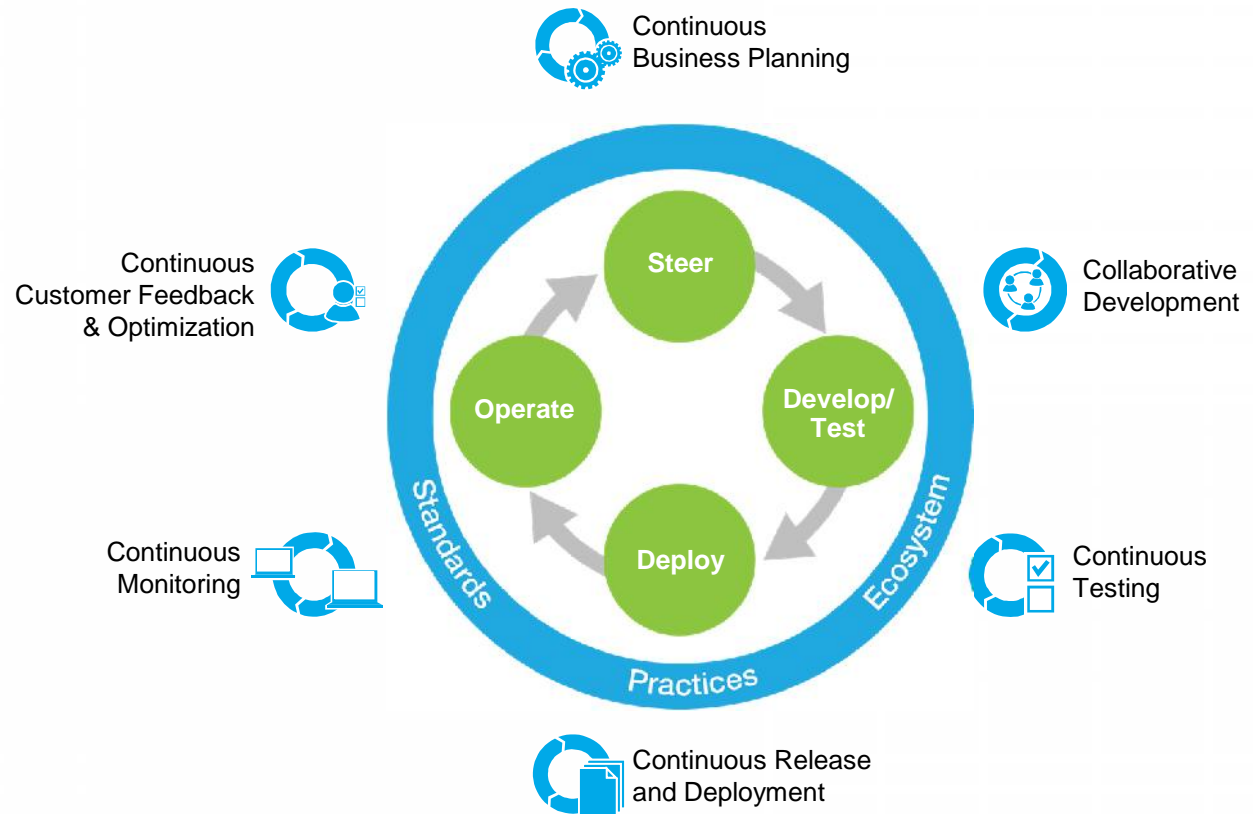 Continuous
Business Planning
Continuous
Customer Feedback
& Optimization
Steer
Collaborative
Development
Operate
Develop/
Test
Continuous
Monitoring
Standards
Deploy
Ecosystem
Continuous
Testing
Practices
Continuous Release
and Deployment